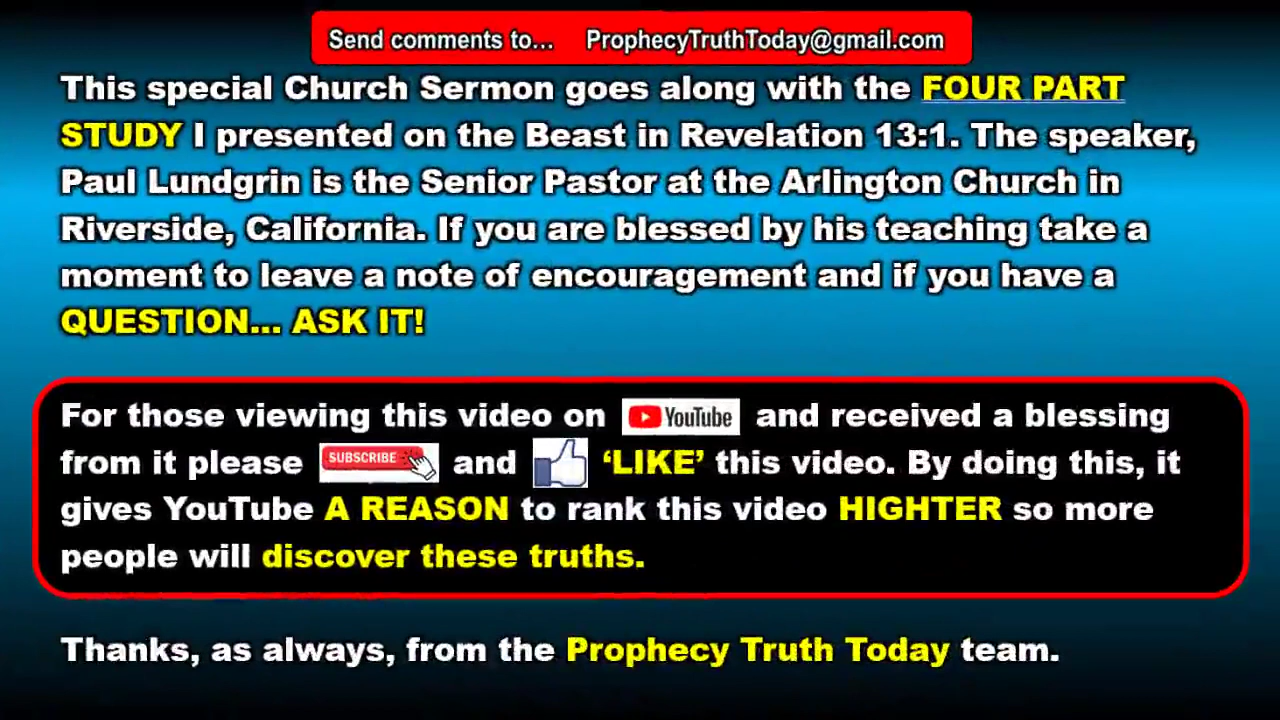 Send comments to... ProphecyTruthToday@gmail.com
This special Church Sermon goes along with the FOUR PART
STUDY I presented on the Beast in Revelation 13:1. The speaker,
Paul Lundgrin is the Senior Pastor at the Arlington Church in
Riverside, California. If you are blessed by his teaching take a
moment to leave a note of encouragement and if you have a
QUESTION... ASK IT!
For those viewing this video on YouTube and received a blessing
from it please SUBSCRIBE and ‘LIKE’ this video. By doing this, it
gives YouTube A REASON to rank this video HIGHTER so more
people will discover these truths.
Thanks, as always, from the Prophecy Truth Today team.